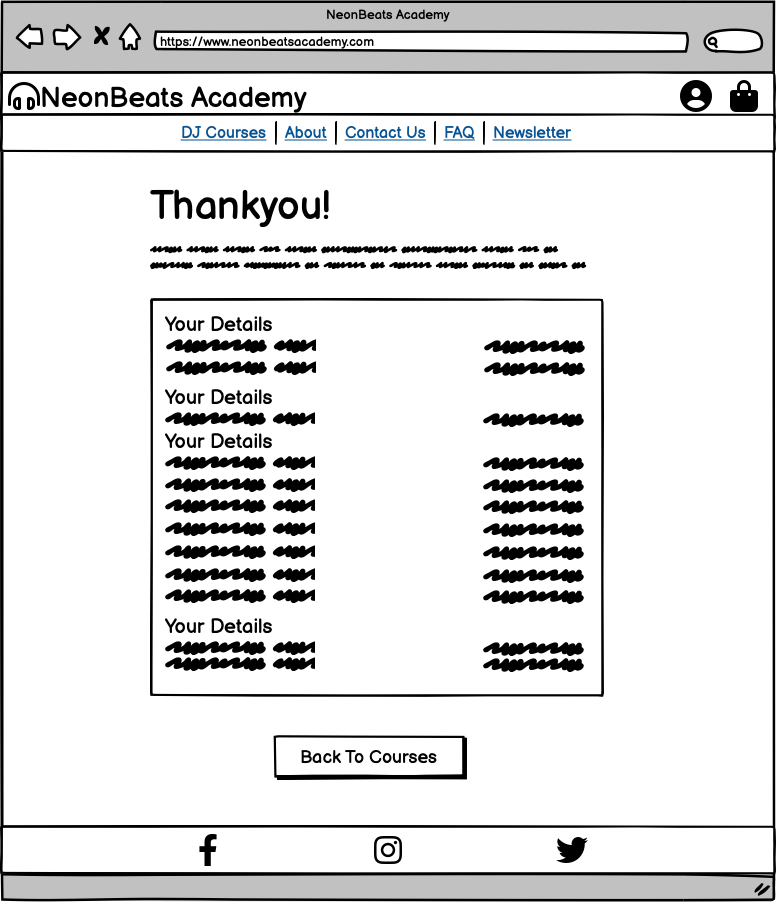 NeonBeats Academy
https://www.neonbeatsacademy.com
NeonBeats Academy
DJ Courses | About | Contact Us | FAQ | Newsletter
Thankyou!
Your Details
Your Details
Your Details
Your Details
Back To Courses